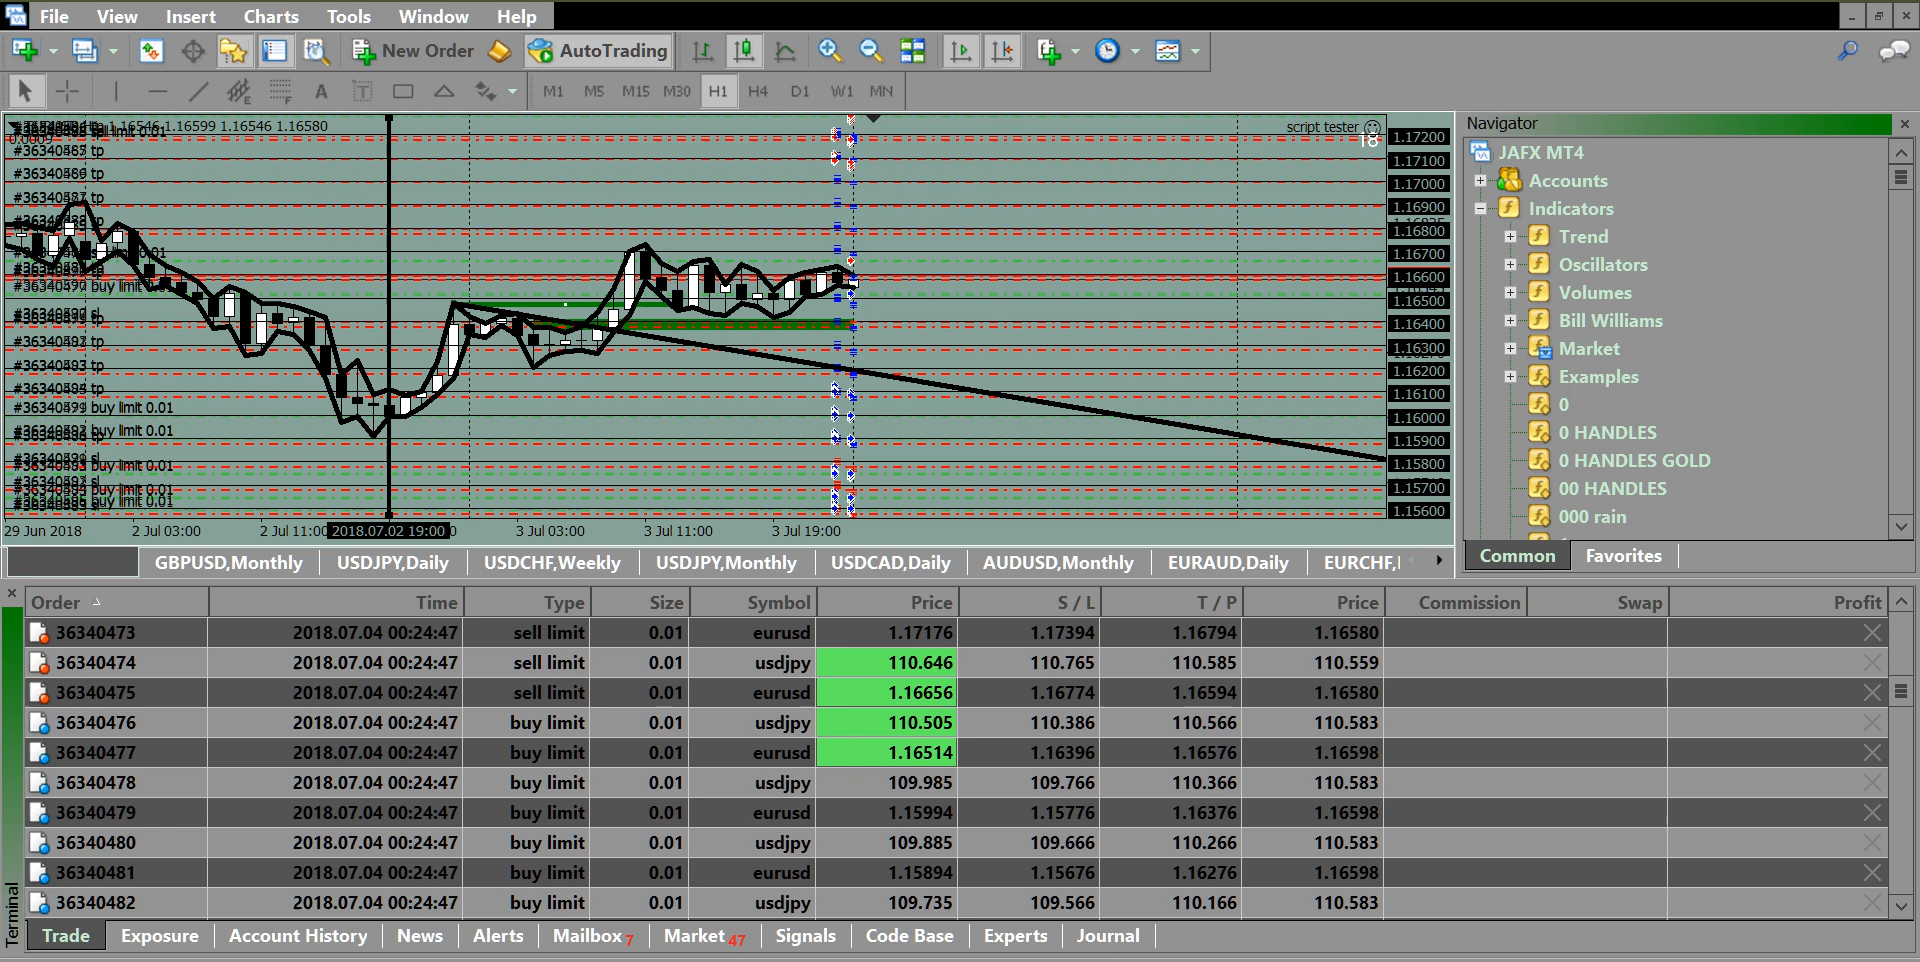 File View Insert Charts Tools Window Help
New Order AutoTrading
M1 M5 M15 M30 H1 H4 D1 W1 MN
1.16546 1.16599 1.16546 1.16580
script tester
18
0.0009
tp
tp
tp
buy limit 0.01
tp
tp
#36340499 buy limit 0.01
buy limit 0.01
buy limit 0.01
buy limit 0.01
buy limit 0.01
1.17200
1.17100
1.17000
1.16900
1.16800
1.16700
1.16600
1.16500
1.16400
1.16300
1.16200
1.16100
1.16000
1.15900
1.15800
1.15700
1.15600
29 Jun 2018 2 Jul 03:00 2 Jul 11:00 2018.07.02 19:00 3 Jul 03:00 3 Jul 11:00 3 Jul 19:00
GBPUSD,Monthly USDJPY,Daily USDCHF,Weekly USDJPY,Monthly USDCAD,Daily AUDUSD,Monthly EURAUD,Daily EURCHF,
Navigator
JAFX MT4
Accounts
Indicators
Trend
Oscillators
Volumes
Bill Williams
Market
Examples
0
0 HANDLES
0 HANDLES GOLD
00 HANDLES
000 rain
Common Favorites
Order Time Type Size Symbol Price S / L T / P Price Commission Swap Profit
36340473 2018.07.04 00:24:47 sell limit 0.01 eurusd 1.17176 1.17394 1.16794 1.16580
36340474 2018.07.04 00:24:47 sell limit 0.01 usdjpy 110.646 110.765 110.585 110.559
36340475 2018.07.04 00:24:47 sell limit 0.01 eurusd 1.16656 1.16774 1.16594 1.16580
36340476 2018.07.04 00:24:47 buy limit 0.01 usdjpy 110.505 110.386 110.566 110.583
36340477 2018.07.04 00:24:47 buy limit 0.01 eurusd 1.16514 1.16396 1.16576 1.16598
36340478 2018.07.04 00:24:47 buy limit 0.01 usdjpy 109.985 109.766 110.366 110.583
36340479 2018.07.04 00:24:47 buy limit 0.01 eurusd 1.15994 1.15776 1.16376 1.16598
36340480 2018.07.04 00:24:47 buy limit 0.01 usdjpy 109.885 109.666 110.266 110.583
36340481 2018.07.04 00:24:47 buy limit 0.01 eurusd 1.15894 1.15676 1.16276 1.16598
36340482 2018.07.04 00:24:47 buy limit 0.01 usdjpy 109.735 109.566 110.166 110.583
Terminal
Trade Exposure Account History News Alerts Mailbox 7 Market 47 Signals Code Base Experts Journal